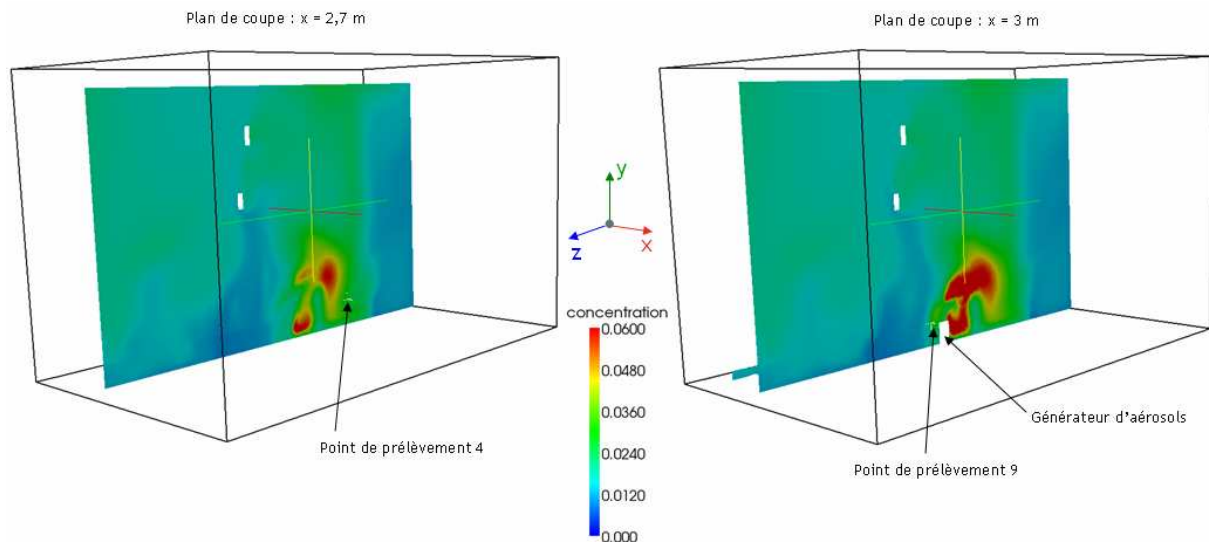 Plan de coupe : x = 2,7 m
Plan de coupe : x = 3 m
y
z
x
concentration
0.0600
0.0480
0.0360
0.0240
0.0120
0.000
Point de prélèvement 4
Générateur d'aérosols
Point de prélèvement 9